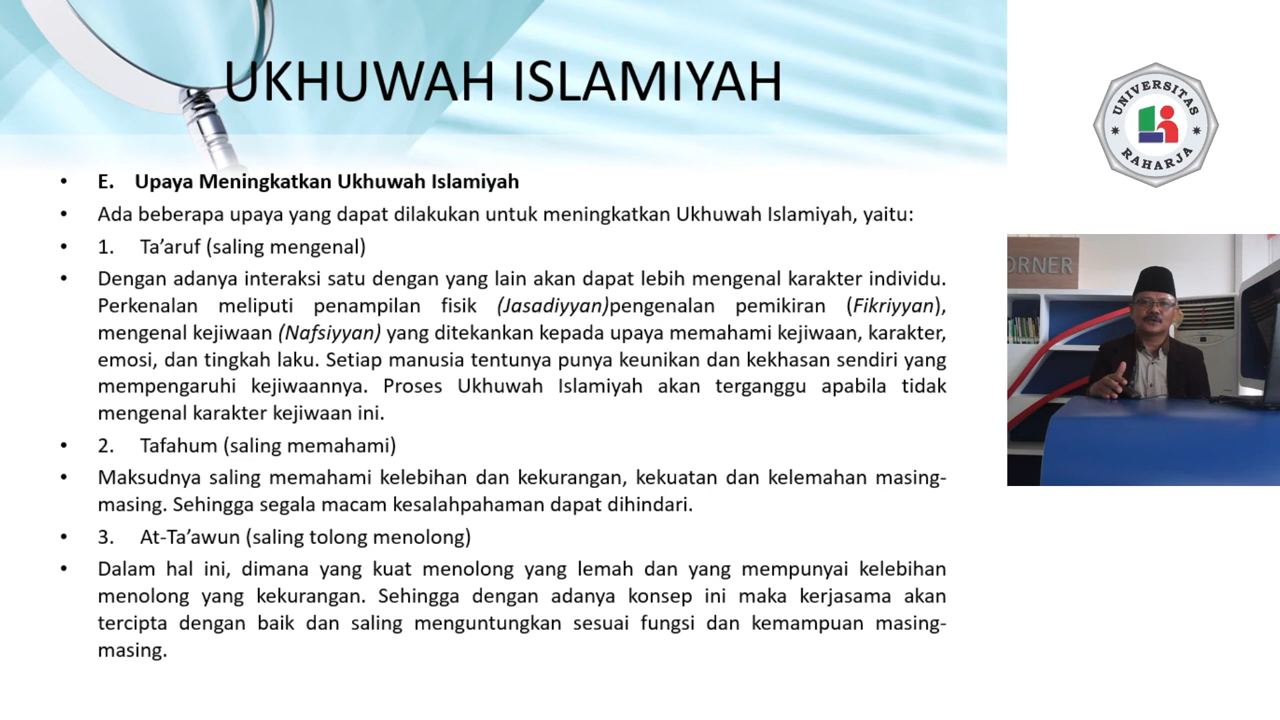 UKHUWAH ISLAMIYAH
• E. Upaya Meningkatkan Ukhuwah Islamiyah
• Ada beberapa upaya yang dapat dilakukan untuk meningkatkan Ukhuwah Islamiyah, yaitu:
• 1. Ta’aruf (saling mengenal)
• Dengan adanya interaksi satu dengan yang lain akan dapat lebih mengenal karakter individu.
Perkenalan meliputi penampilan fisik (Jasadiyyan)pengenalan pemikiran (Fikriyyan),
mengenal kejiwaan (Nafsiyyan) yang ditekankan kepada upaya memahami kejiwaan, karakter,
emosi, dan tingkah laku. Setiap manusia tentunya punya keunikan dan kekhasan sendiri yang
mempengaruhi kejiwaannya. Proses Ukhuwah Islamiyah akan terganggu apabila tidak
mengenal karakter kejiwaan ini.
• 2. Tafahum (saling memahami)
• Maksudnya saling memahami kelebihan dan kekurangan, kekuatan dan kelemahan masing-
masing. Sehingga segala macam kesalahpahaman dapat dihindari.
• 3. At-Ta’awun (saling tolong menolong)
• Dalam hal ini, dimana yang kuat menolong yang lemah dan yang mempunyai kelebihan
menolong yang kekurangan. Sehingga dengan adanya konsep ini maka kerjasama akan
tercipta dengan baik dan saling menguntungkan sesuai fungsi dan kemampuan masing-
masing.
UNIVERSITAS
RAHARJA
ORNER